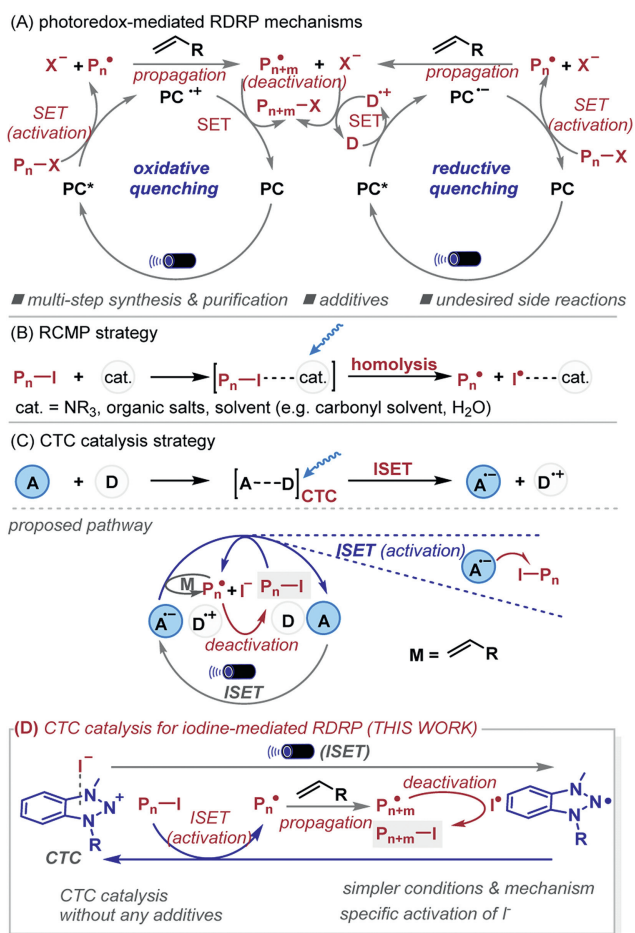 (A) photoredox-mediated RDRP mechanisms
R
X⁻ + Pₙ• propagation Pₙ₊ₘ• + X⁻ propagation Pₙ• + X⁻
R
(deactivation)
PC•⁺ PC•⁻
SET (activation) SET Pₙ₊ₘ—X D•⁺ SET D SET (activation)
Pₙ—X Pₙ—X
PC* oxidative quenching PC PC* reductive quenching PC
■ multi-step synthesis & purification ■ additives ■ undesired side reactions
(B) RCMP strategy
Pₙ—I + cat. [Pₙ—I----cat.] homolysis Pₙ• + I•-----cat.
cat. = NR₃, organic salts, solvent (e.g. carbonyl solvent, H₂O)
(C) CTC catalysis strategy
A + D [A---D] CTC ISET A•⁻ + D•⁺
proposed pathway
ISET (activation)
A•⁻ I—Pₙ
M Pₙ• + I⁻ Pₙ—I
A•⁻ D•⁺ D A
deactivation
M = R
ISET
(D) CTC catalysis for iodine-mediated RDRP (THIS WORK)
I⁻ (ISET)
N N⁺ N R
Pₙ—I ISET (activation) Pₙ• R propagation Pₙ₊ₘ• deactivation I•
Pₙ₊ₘ—I
N N• N R
CTC
CTC catalysis simpler conditions & mechanism
without any additives specific activation of I⁻